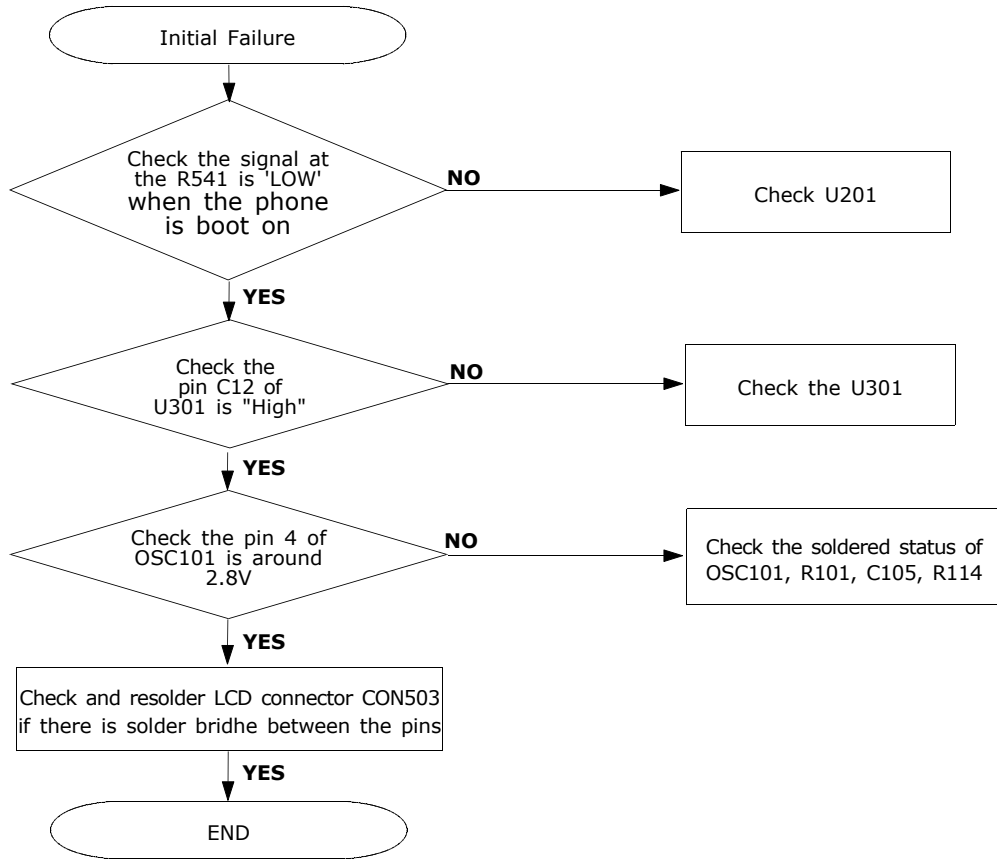 Initial Failure
Check the signal at
the R541 is 'LOW'
when the phone
is boot on
NO
Check U201
YES
Check the
pin C12 of
U301 is "High"
NO
Check the U301
YES
Check the pin 4 of
OSC101 is around
2.8V
NO
Check the soldered status of
OSC101, R101, C105, R114
YES
Check and resolder LCD connector CON503
if there is solder bridhe between the pins
YES
END